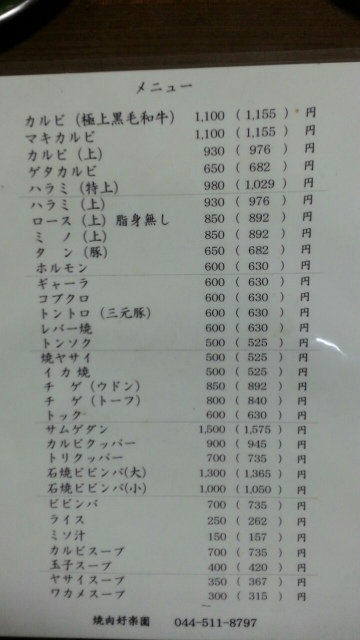 メニュー
カルビ（極上黒毛和牛） 1,100 ( 1,155 ) 円
マキカルビ 1,100 ( 1,155 ) 円
カルビ（上） 930 ( 976 ) 円
ゲタカルビ 650 ( 682 ) 円
ハラミ（特上） 980 ( 1,029 ) 円
ハラミ（上） 930 ( 976 ) 円
ロース（上）脂身無し 850 ( 892 ) 円
ミ ノ（上） 850 ( 892 ) 円
タ ン（豚） 650 ( 682 ) 円
ホルモン 600 ( 630 ) 円
ギャーラ 600 ( 630 ) 円
コブクロ 600 ( 630 ) 円
トントロ（三元豚） 600 ( 630 ) 円
レバー焼 600 ( 630 ) 円
トンソク 500 ( 525 ) 円
焼ヤサイ 500 ( 525 ) 円
イカ焼 500 ( 525 ) 円
チ ゲ（ウドン） 850 ( 892 ) 円
チ ゲ（トーフ） 800 ( 840 ) 円
トック 600 ( 630 ) 円
サムゲダン 1,500 ( 1,575 ) 円
カルビクッパー 900 ( 945 ) 円
トリクッパー 700 ( 735 ) 円
石焼ビビンバ(大) 1,300 ( 1,365 ) 円
石焼ビビンバ(小) 1,000 ( 1,050 ) 円
ビビンバ 700 ( 735 ) 円
ライス 250 ( 262 ) 円
ミソ汁 150 ( 157 ) 円
カルビスープ 700 ( 735 ) 円
玉子スープ 400 ( 420 ) 円
ヤサイスープ 350 ( 367 ) 円
ワカメスープ 300 ( 315 ) 円
焼肉好楽園 044-511-8797